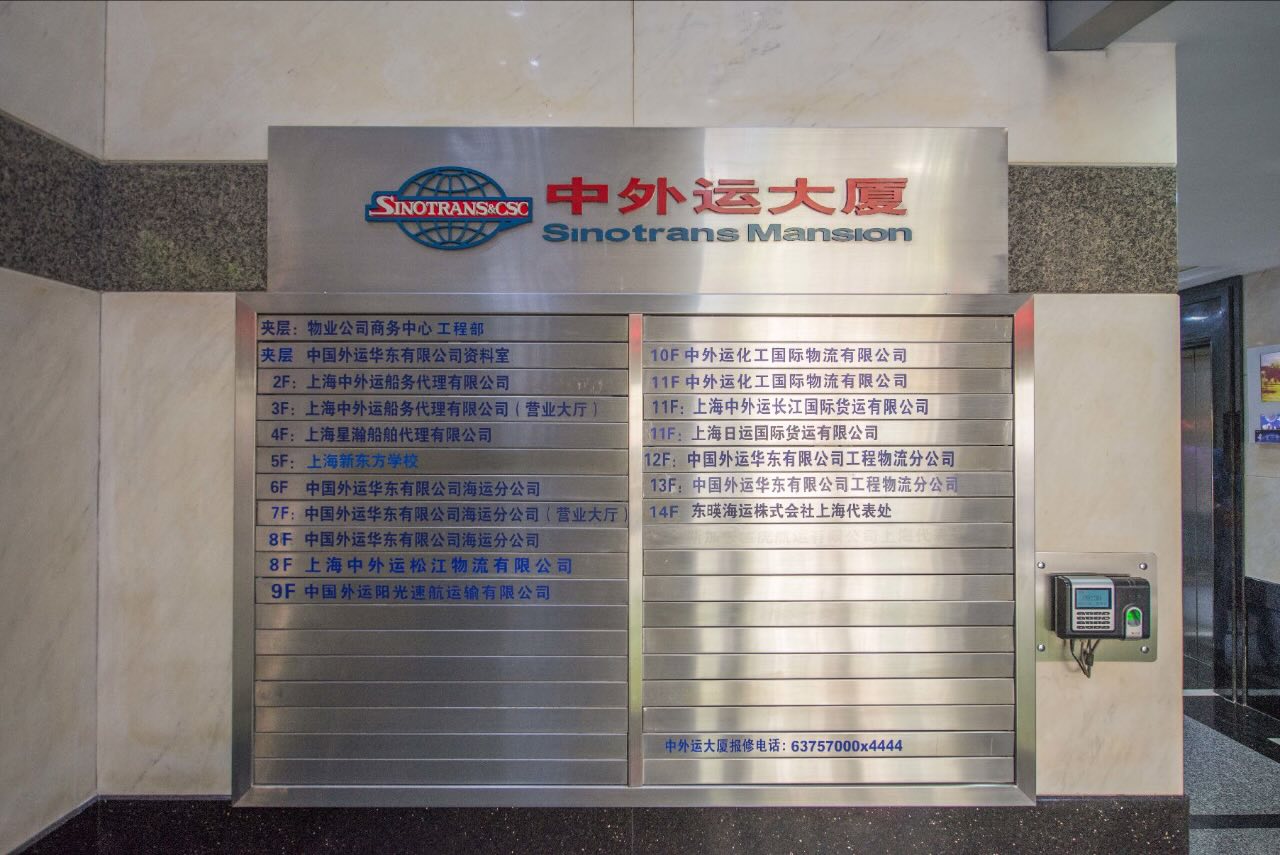 SINOTRANS&CSC
中外运大厦
Sinotrans Mansion
夹层：物业公司商务中心 工程部
夹层 中国外运华东有限公司资料室
2F：上海中外运船务代理有限公司
3F：上海中外运船务代理有限公司（营业大厅）
4F：上海星瀚船舶代理有限公司
5F：上海新东方学校
6F 中国外运华东有限公司海运分公司
7F：中国外运华东有限公司海运分公司（营业大厅）
8F 中国外运华东有限公司海运分公司
8F 上海中外运松江物流有限公司
9F 中国外运阳光速航运输有限公司
10F 中外运化工国际物流有限公司
11F 中外运化工国际物流有限公司
11F：上海中外运长江国际货运有限公司
11F：上海日运国际货运有限公司
12F：中国外运华东有限公司工程物流分公司
13F：中国外运华东有限公司工程物流分公司
14F 东瑛海运株式会社上海代表处
中外运大厦报修电话：63757000x4444